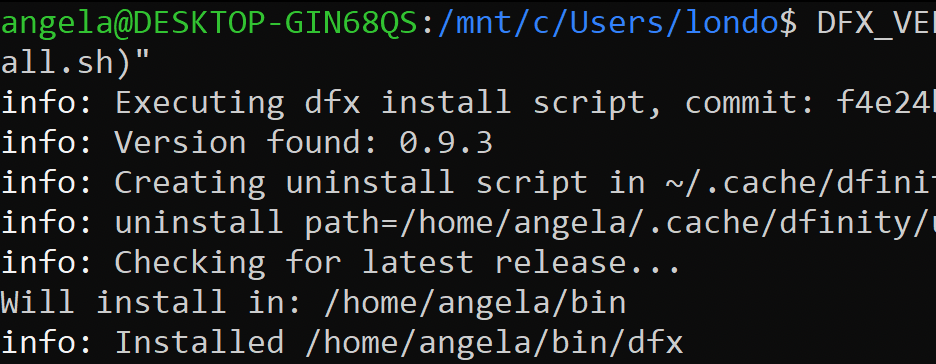 angela@DESKTOP-GIN68QS:/mnt/c/Users/londo$ DFX_VE
all.sh)"
info: Executing dfx install script, commit: f4e24
info: Version found: 0.9.3
info: Creating uninstall script in ~/.cache/dfinit
info: uninstall path=/home/angela/.cache/dfinity/u
info: Checking for latest release...
Will install in: /home/angela/bin
info: Installed /home/angela/bin/dfx